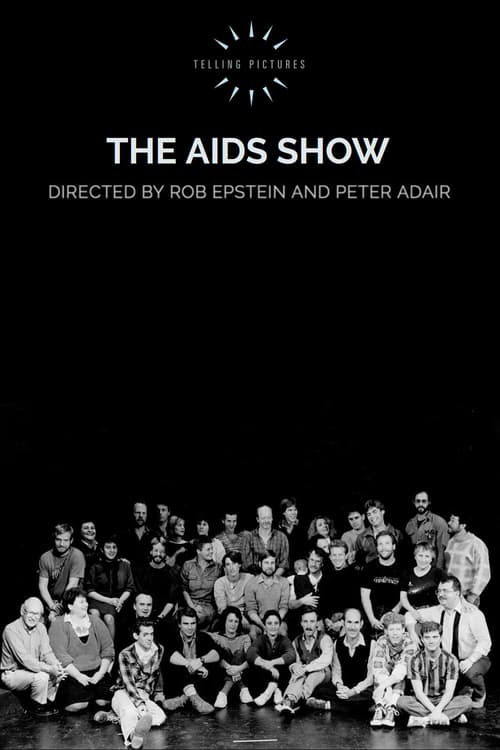 TELLING PICTURES
THE AIDS SHOW
DIRECTED BY ROB EPSTEIN AND PETER ADAIR